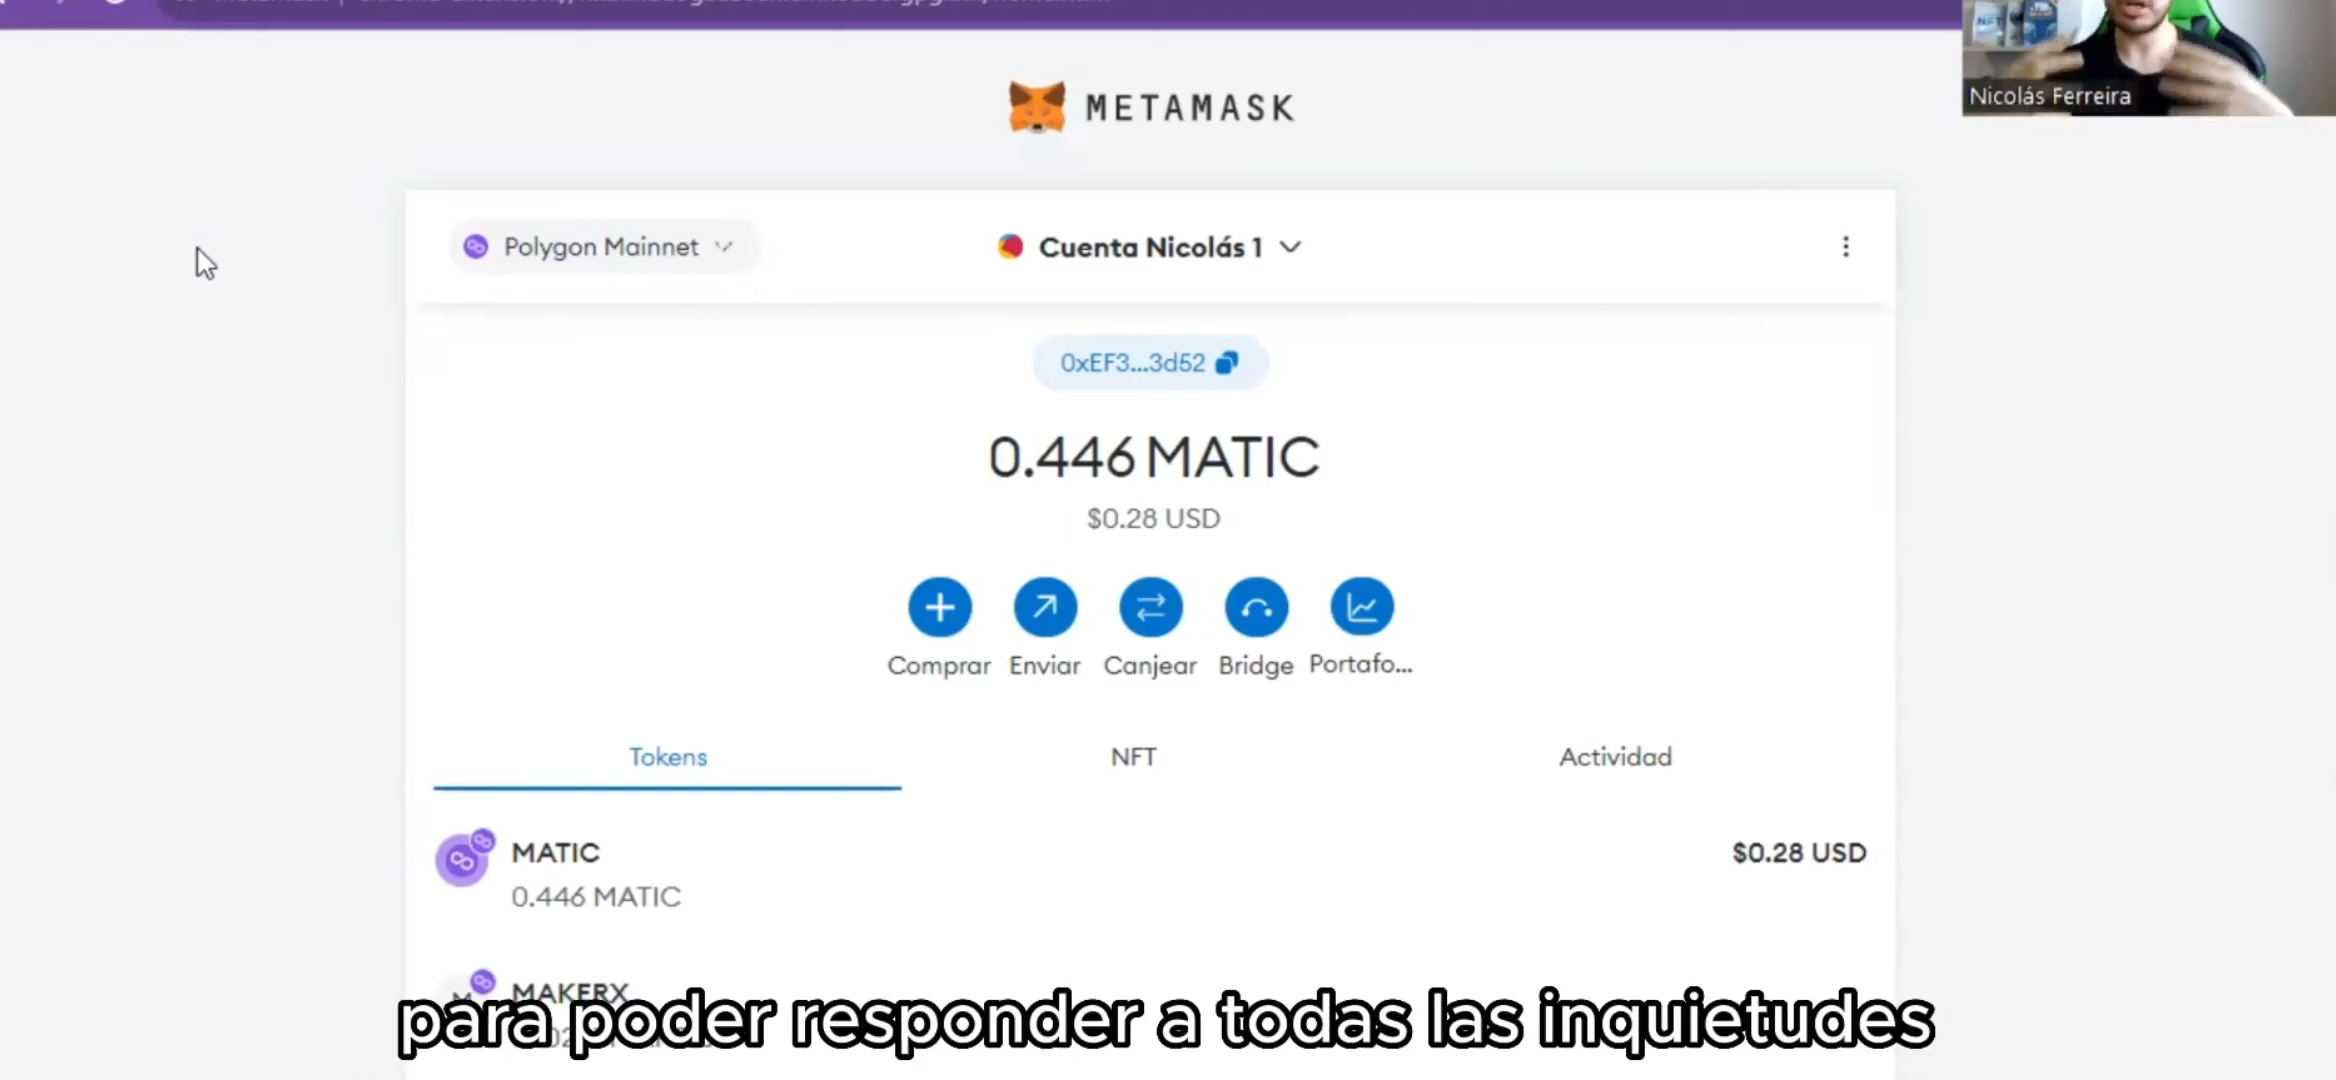 METAMASK
Nicolás Ferreira
Polygon Mainnet
Cuenta Nicolás 1
0xEF3...3d52
0.446 MATIC
$0.28 USD
Comprar Enviar Canjear Bridge Portafo...
Tokens NFT Actividad
MATIC $0.28 USD
0.446 MATIC
MAKERX
para poder responder a todas las inquietudes